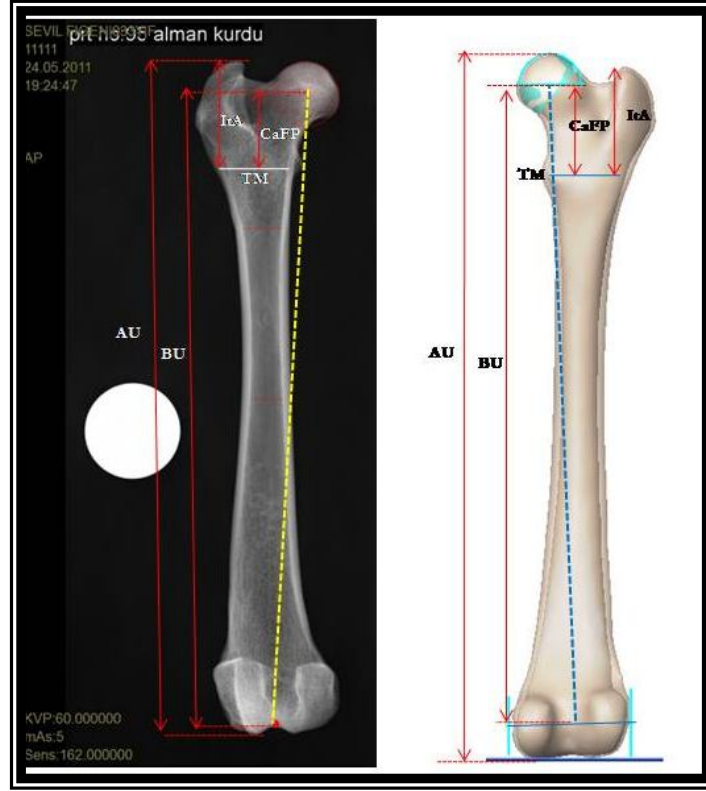 prt no.95 alman kurdu
11111
24.05.2011
19:24:47
AP
ItA
CaFP
TM
AU
BU
KVP:60.000000
mAs:5
Sens:162.000000
CaFP
ItA
TM
AU
BU